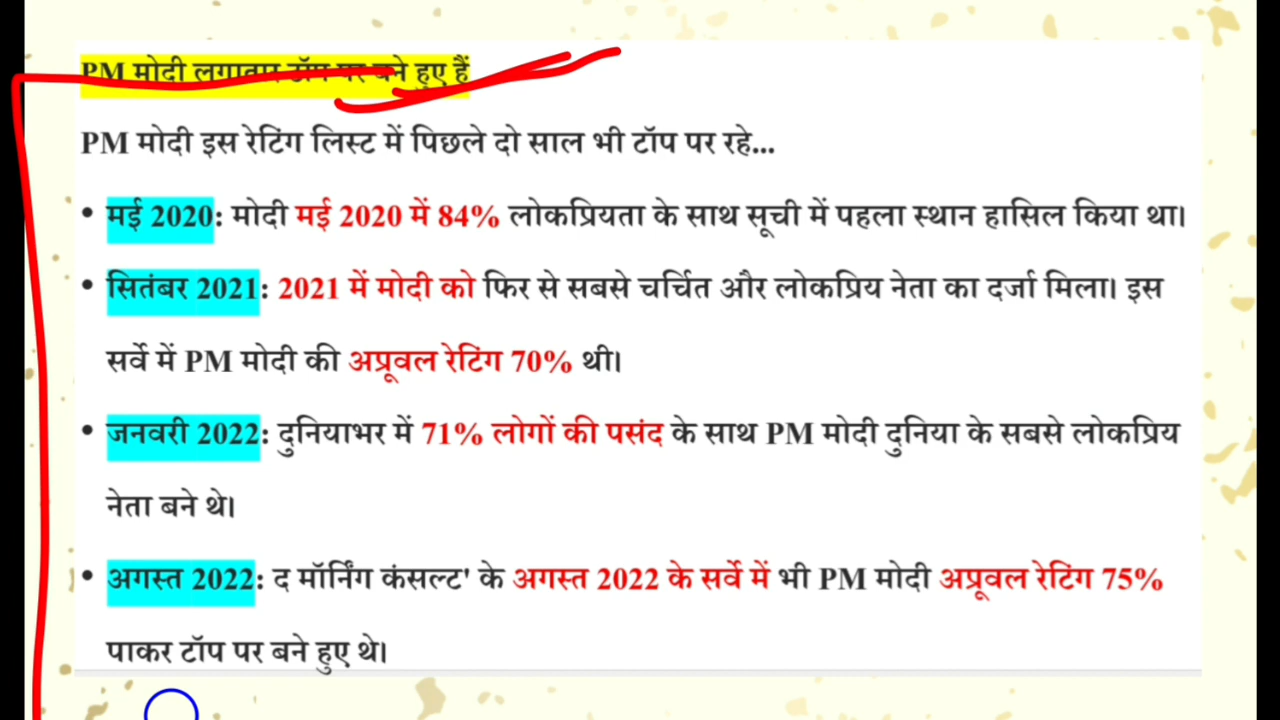 PM मोदी लगातार टॉप पर बने हुए हैं
PM मोदी इस रेटिंग लिस्ट में पिछले दो साल भी टॉप पर रहे...
• मई 2020: मोदी मई 2020 में 84% लोकप्रियता के साथ सूची में पहला स्थान हासिल किया था।
• सितंबर 2021: 2021 में मोदी को फिर से सबसे चर्चित और लोकप्रिय नेता का दर्जा मिला। इस
सर्वे में PM मोदी की अप्रूवल रेटिंग 70% थी।
• जनवरी 2022: दुनियाभर में 71% लोगों की पसंद के साथ PM मोदी दुनिया के सबसे लोकप्रिय
नेता बने थे।
• अगस्त 2022: द मॉर्निंग कंसल्ट' के अगस्त 2022 के सर्वे में भी PM मोदी अप्रूवल रेटिंग 75%
पाकर टॉप पर बने हुए थे।